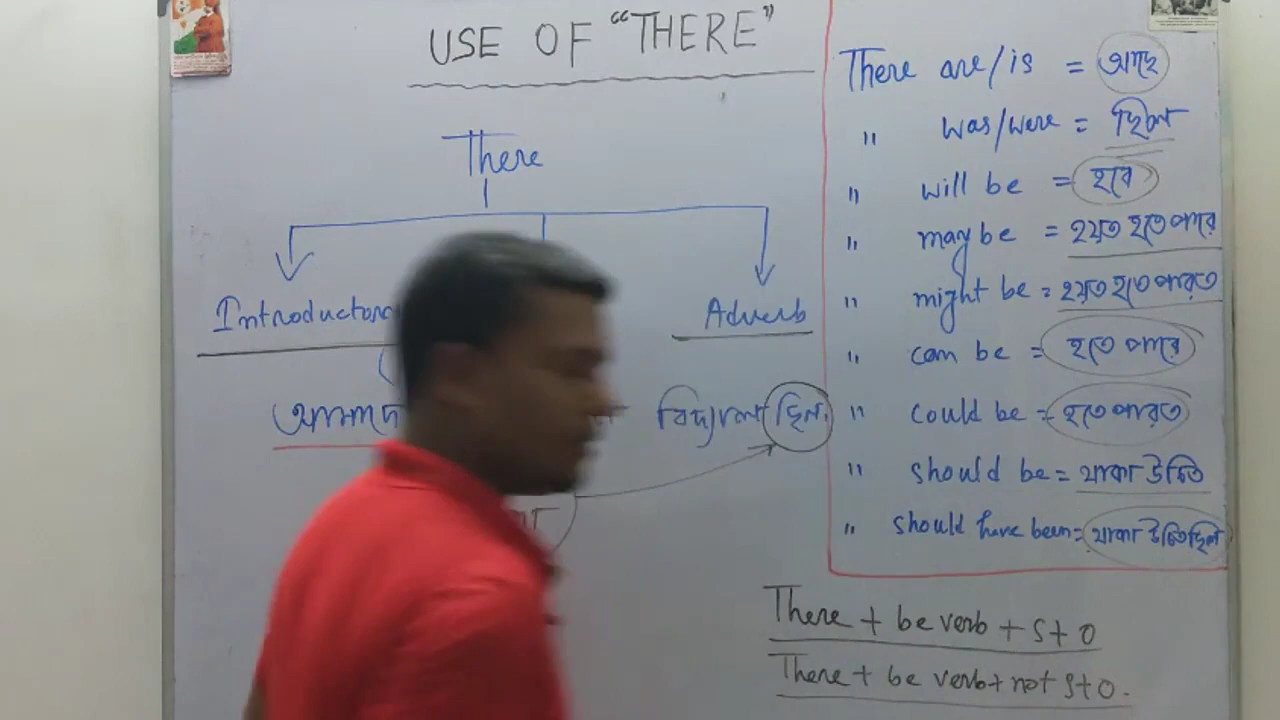 USE OF "THERE"
There
Introductory
Adverb
বিদ্যালয় ছিল
There are/is = আছে
" was/were = ছিল
" will be = হবে
" may be = হয়ত হতে পারে
" might be = হয়ত হতে পারত
" can be = হতে পারে
" could be = হতে পারত
" should be = থাকা উচিত
" should have been = থাকা উচিত ছিল
There + be verb + S + O
There + be verb + not S + O.